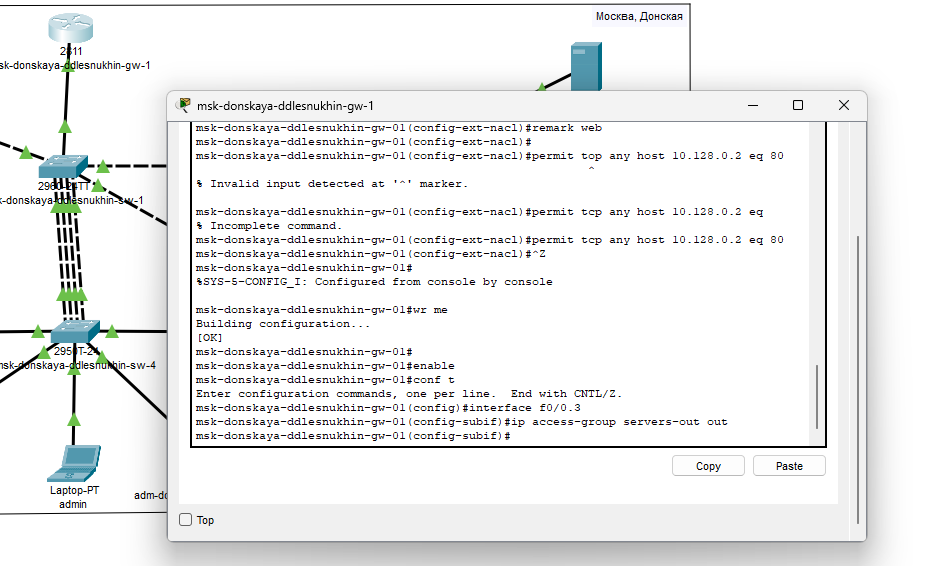 Москва, Донская
2811
sk-donskaya-ddlesnukhin-gw-1
2960-24TT
k-donskaya-ddlesnukhin-sw-1
2950T-24
nsk-donskaya-ddlesnukhin-sw-4
Laptop-PT
admin
adm-do
msk-donskaya-ddlesnukhin-gw-1
msk-donskaya-ddlesnukhin-gw-01(config-ext-nacl)#remark web
msk-donskaya-ddlesnukhin-gw-01(config-ext-nacl)#
msk-donskaya-ddlesnukhin-gw-01(config-ext-nacl)#permit top any host 10.128.0.2 eq 80
^
% Invalid input detected at '^' marker.
msk-donskaya-ddlesnukhin-gw-01(config-ext-nacl)#permit tcp any host 10.128.0.2 eq
% Incomplete command.
msk-donskaya-ddlesnukhin-gw-01(config-ext-nacl)#permit tcp any host 10.128.0.2 eq 80
msk-donskaya-ddlesnukhin-gw-01(config-ext-nacl)#^Z
msk-donskaya-ddlesnukhin-gw-01#
%SYS-5-CONFIG_I: Configured from console by console
msk-donskaya-ddlesnukhin-gw-01#wr me
Building configuration...
[OK]
msk-donskaya-ddlesnukhin-gw-01#
msk-donskaya-ddlesnukhin-gw-01#enable
msk-donskaya-ddlesnukhin-gw-01#conf t
Enter configuration commands, one per line.  End with CNTL/Z.
msk-donskaya-ddlesnukhin-gw-01(config)#interface f0/0.3
msk-donskaya-ddlesnukhin-gw-01(config-subif)#ip access-group servers-out out
msk-donskaya-ddlesnukhin-gw-01(config-subif)#
Copy
Paste
Top